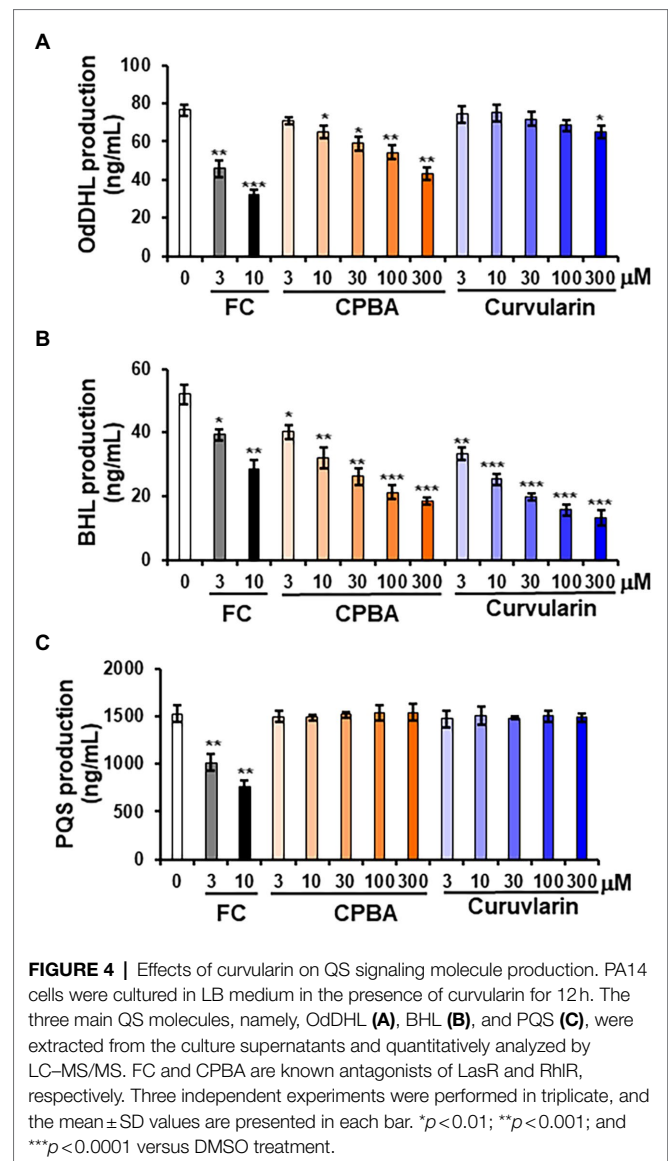 A
OdDHL production
(ng/mL)
100
80
60
40
20
0
** *** * * ** ** *
0 3 10 3 10 30 100 300 3 10 30 100 300 μM
FC CPBA Curvularin
B
BHL production
(ng/mL)
60
40
20
0
* ** * ** ** *** *** ** *** *** *** ***
0 3 10 3 10 30 100 300 3 10 30 100 300 μM
FC CPBA Curvularin
C
PQS production
(ng/mL)
2000
1500
1000
500
0
** **
0 3 10 3 10 30 100 300 3 10 30 100 300 μM
FC CPBA Curuvlarin
FIGURE 4 | Effects of curvularin on QS signaling molecule production. PA14
cells were cultured in LB medium in the presence of curvularin for 12 h. The
three main QS molecules, namely, OdDHL (A), BHL (B), and PQS (C), were
extracted from the culture supernatants and quantitatively analyzed by
LC–MS/MS. FC and CPBA are known antagonists of LasR and RhlR,
respectively. Three independent experiments were performed in triplicate, and
the mean ± SD values are presented in each bar. *p < 0.01; **p < 0.001; and
***p < 0.0001 versus DMSO treatment.